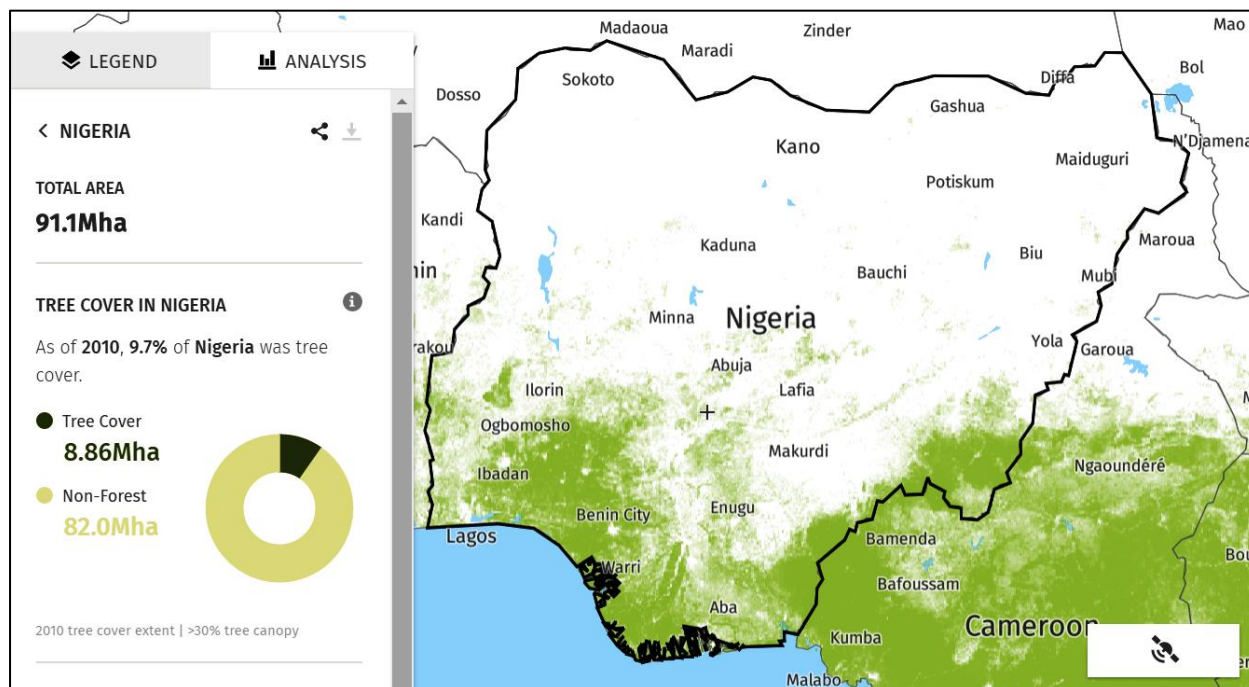 LEGEND
ANALYSIS
NIGERIA
TOTAL AREA
91.1Mha
TREE COVER IN NIGERIA
As of 2010, 9.7% of Nigeria was tree
cover.
Tree Cover
8.86Mha
Non-Forest
82.0Mha
2010 tree cover extent | >30% tree canopy
Madaoua
Zinder
Mao
Maradi
Sokoto
Diffa
Bol
Dosso
Gashua
Kano
N'Djamena
Maiduguri
Potiskum
Kandi
Kaduna
Maroua
Biu
Bauchi
Mubi
Minna
Nigeria
Yola
Garoua
Abuja
Ilorin
Lafia
Ogbomosho
Makurdi
Ngaoundéré
Ibadan
Enugu
Benin City
Lagos
Bamenda
Warri
Bafoussam
Aba
Kumba
Cameroon
Malabo